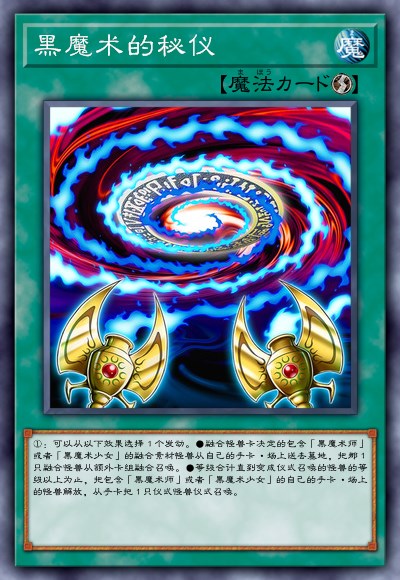 黑魔术的秘仪
魔
【魔法カード】
まほう
①：可以从以下效果选择1个发动。●融合怪兽卡决定的包含「黑魔术师」
或者「黑魔术少女」的融合素材怪兽从自己的手卡·场上送去墓地，把那1
只融合怪兽从额外卡组融合召唤。●等级合计直到变成仪式召唤的怪兽的等
级以上为止，把包含「黑魔术师」或者「黑魔术少女」的自己的手卡·场上
的怪兽解放，从手卡把1只仪式怪兽仪式召唤。